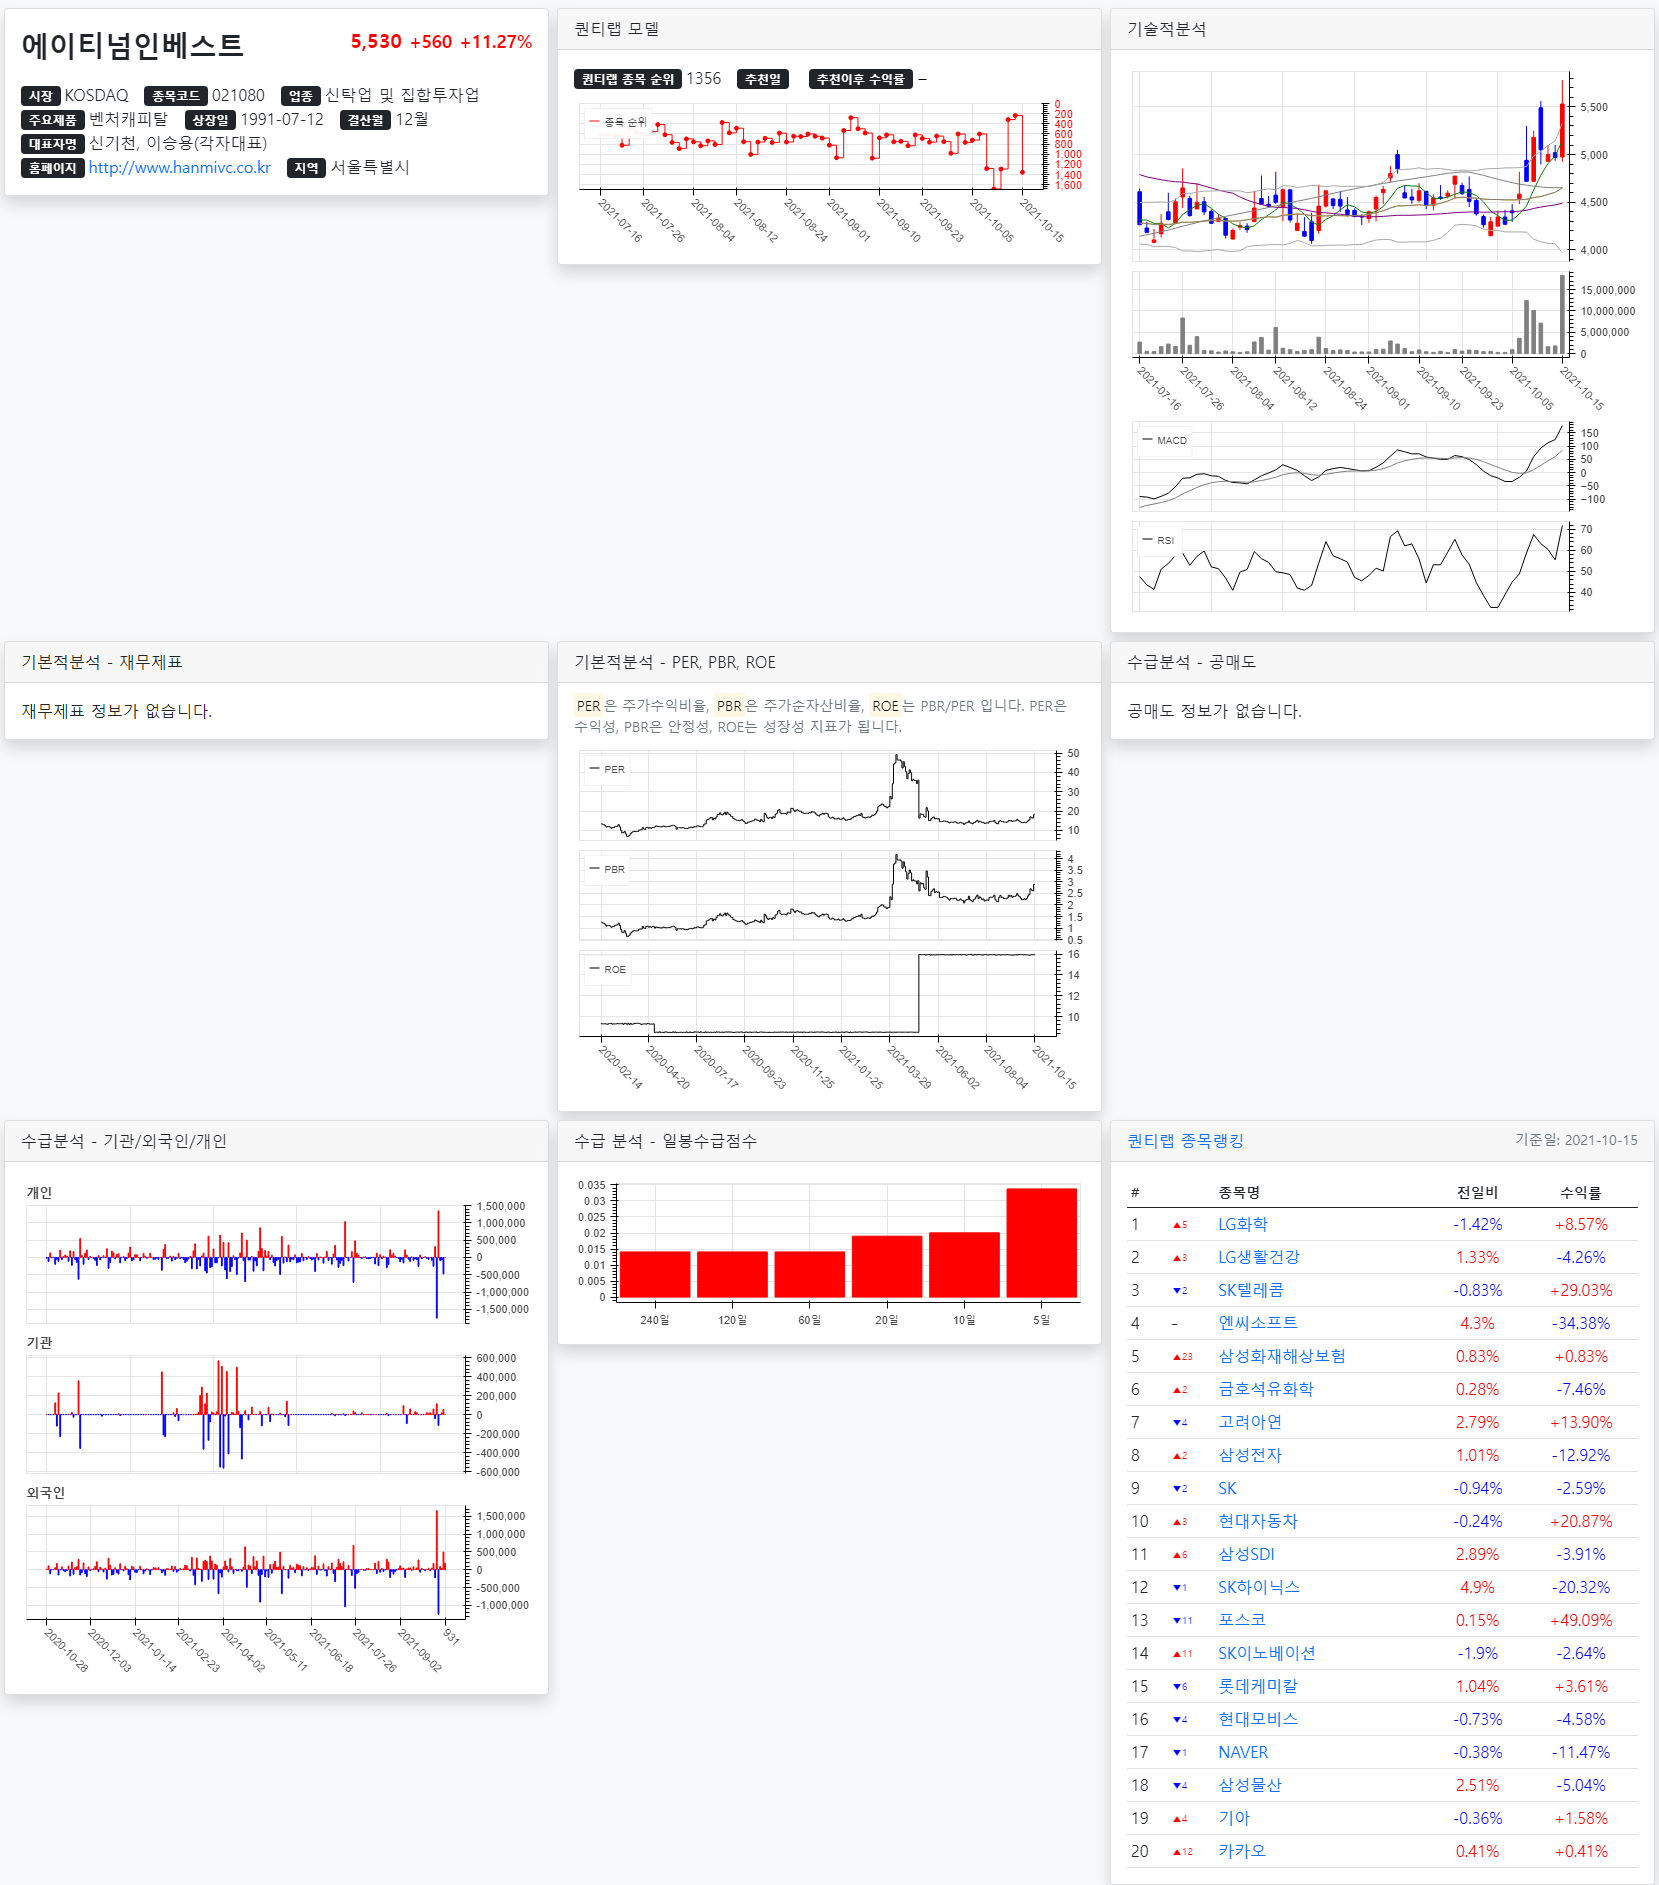 에이티넘인베스트
5,530 +560 +11.27%
시장 KOSDAQ 종목코드 021080 업종 신탁업 및 집합투자업
주요제품 벤처캐피탈 상장일 1991-07-12 결산월 12월
대표자명 신기천, 이승용(각자대표)
홈페이지 http://www.hanmivc.co.kr 지역 서울특별시
퀀티랩 모델
퀀티랩 종목 순위 1356 추천일 추천이후 수익률 –
종목 순위
0
200
400
600
800
1,000
1,200
1,400
1,600
2021-07-16
2021-07-26
2021-08-04
2021-08-12
2021-08-24
2021-09-01
2021-09-10
2021-09-23
2021-10-05
2021-10-15
기술적분석
5,500
5,000
4,500
4,000
15,000,000
10,000,000
5,000,000
0
2021-07-16
2021-07-26
2021-08-04
2021-08-12
2021-08-24
2021-09-01
2021-09-10
2021-09-23
2021-10-05
2021-10-15
MACD
150
100
50
0
−50
−100
RSI
70
60
50
40
기본적분석 - 재무제표
재무제표 정보가 없습니다.
기본적분석 - PER, PBR, ROE
PER은 주가수익비율, PBR은 주가순자산비율, ROE는 PBR/PER 입니다. PER은
수익성, PBR은 안정성, ROE는 성장성 지표가 됩니다.
PER
50
40
30
20
10
PBR
4
3.5
3
2.5
2
1.5
1
0.5
ROE
16
14
12
10
2020-02-14
2020-04-20
2020-07-17
2020-09-23
2020-11-25
2021-01-25
2021-03-29
2021-06-02
2021-08-04
2021-10-15
수급분석 - 공매도
공매도 정보가 없습니다.
수급분석 - 기관/외국인/개인
개인
1,500,000
1,000,000
500,000
0
-500,000
-1,000,000
-1,500,000
기관
600,000
400,000
200,000
0
-200,000
-400,000
-600,000
외국인
1,500,000
1,000,000
500,000
0
-500,000
-1,000,000
2020-10-28
2020-12-03
2021-01-14
2021-02-23
2021-04-02
2021-05-11
2021-06-18
2021-07-26
2021-09-02
931
수급 분석 - 일봉수급점수
0.035
0.03
0.025
0.02
0.015
0.01
0.005
0
240일 120일 60일 20일 10일 5일
퀀티랩 종목랭킹 기준일: 2021-10-15
# 종목명 전일비 수익률
1 ▲5 LG화학 -1.42% +8.57%
2 ▲3 LG생활건강 1.33% -4.26%
3 ▼2 SK텔레콤 -0.83% +29.03%
4 - 엔씨소프트 4.3% -34.38%
5 ▲23 삼성화재해상보험 0.83% +0.83%
6 ▲2 금호석유화학 0.28% -7.46%
7 ▼4 고려아연 2.79% +13.90%
8 ▲2 삼성전자 1.01% -12.92%
9 ▼2 SK -0.94% -2.59%
10 ▲3 현대자동차 -0.24% +20.87%
11 ▲6 삼성SDI 2.89% -3.91%
12 ▼1 SK하이닉스 4.9% -20.32%
13 ▼11 포스코 0.15% +49.09%
14 ▲11 SK이노베이션 -1.9% -2.64%
15 ▼6 롯데케미칼 1.04% +3.61%
16 ▼4 현대모비스 -0.73% -4.58%
17 ▼1 NAVER -0.38% -11.47%
18 ▼4 삼성물산 2.51% -5.04%
19 ▲4 기아 -0.36% +1.58%
20 ▲12 카카오 0.41% +0.41%